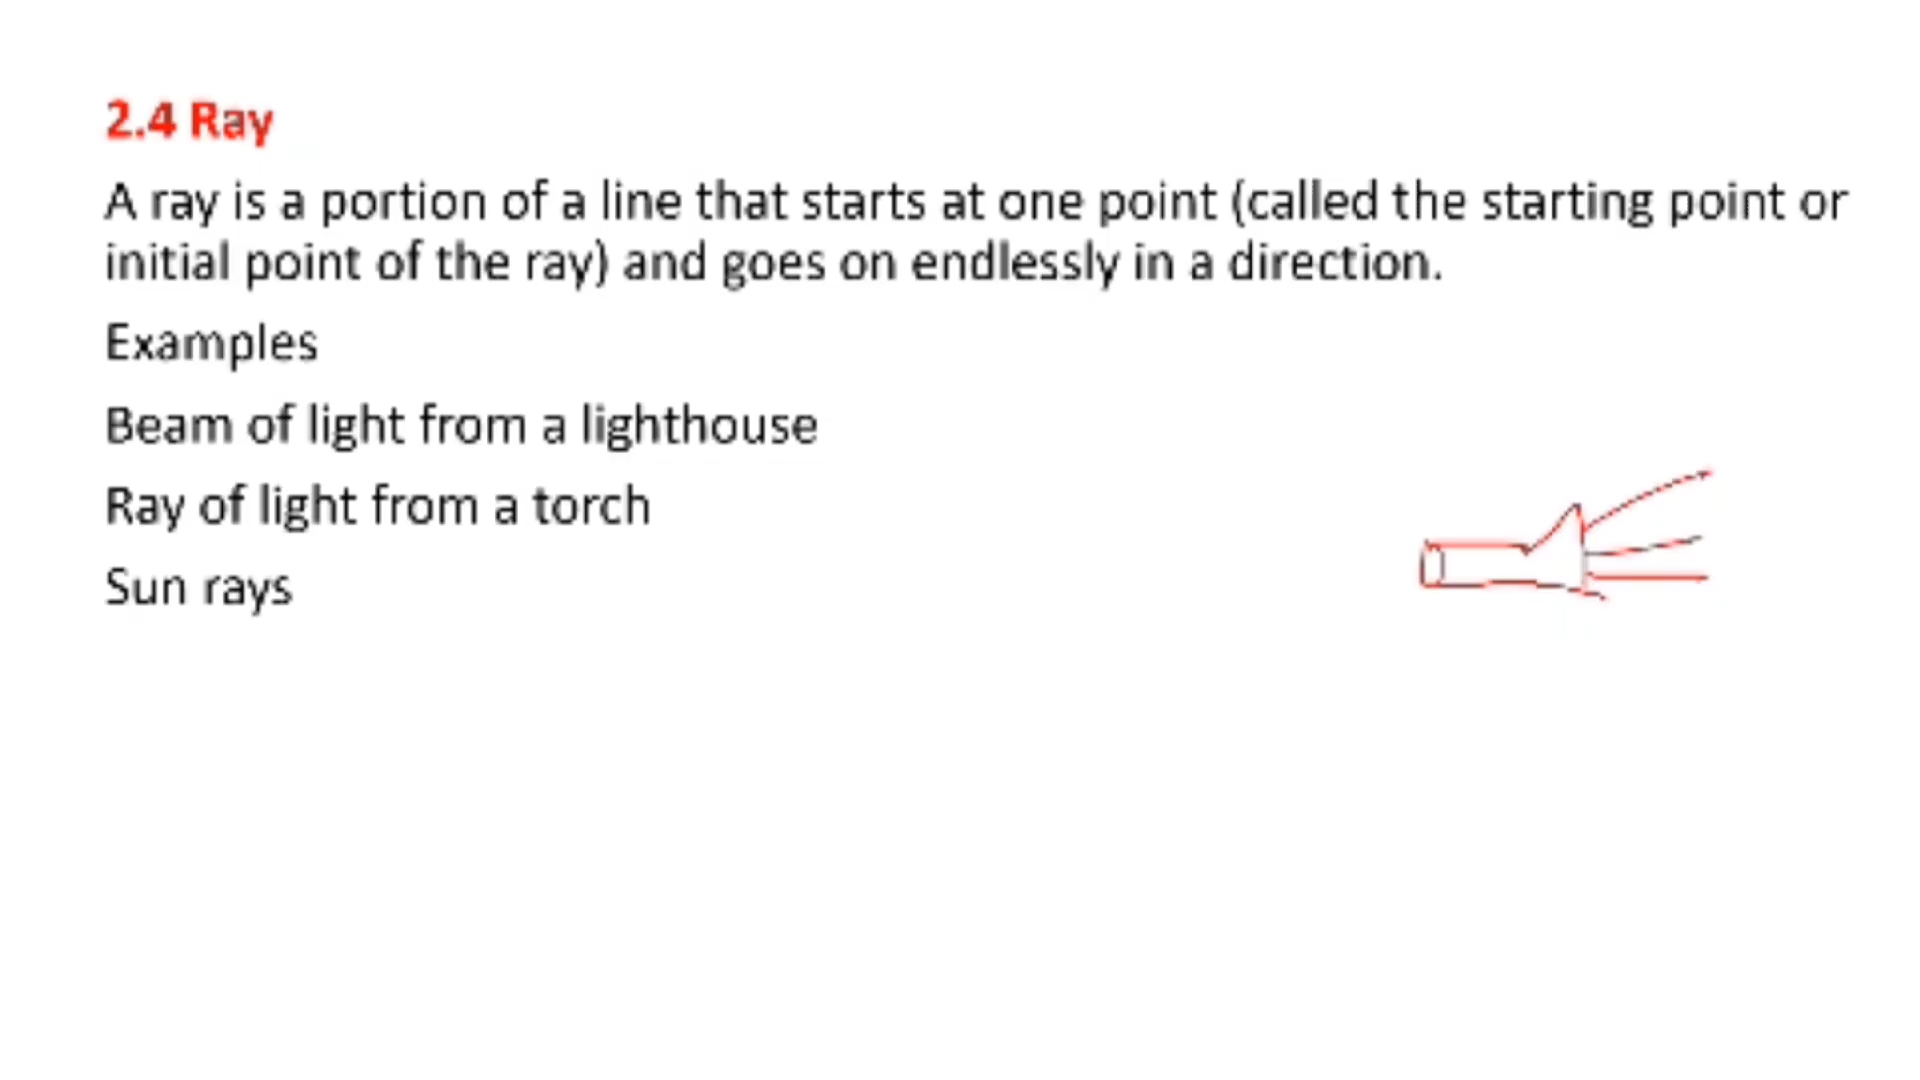 2.4 Ray
A ray is a portion of a line that starts at one point (called the starting point or
initial point of the ray) and goes on endlessly in a direction.
Examples
Beam of light from a lighthouse
Ray of light from a torch
Sun rays